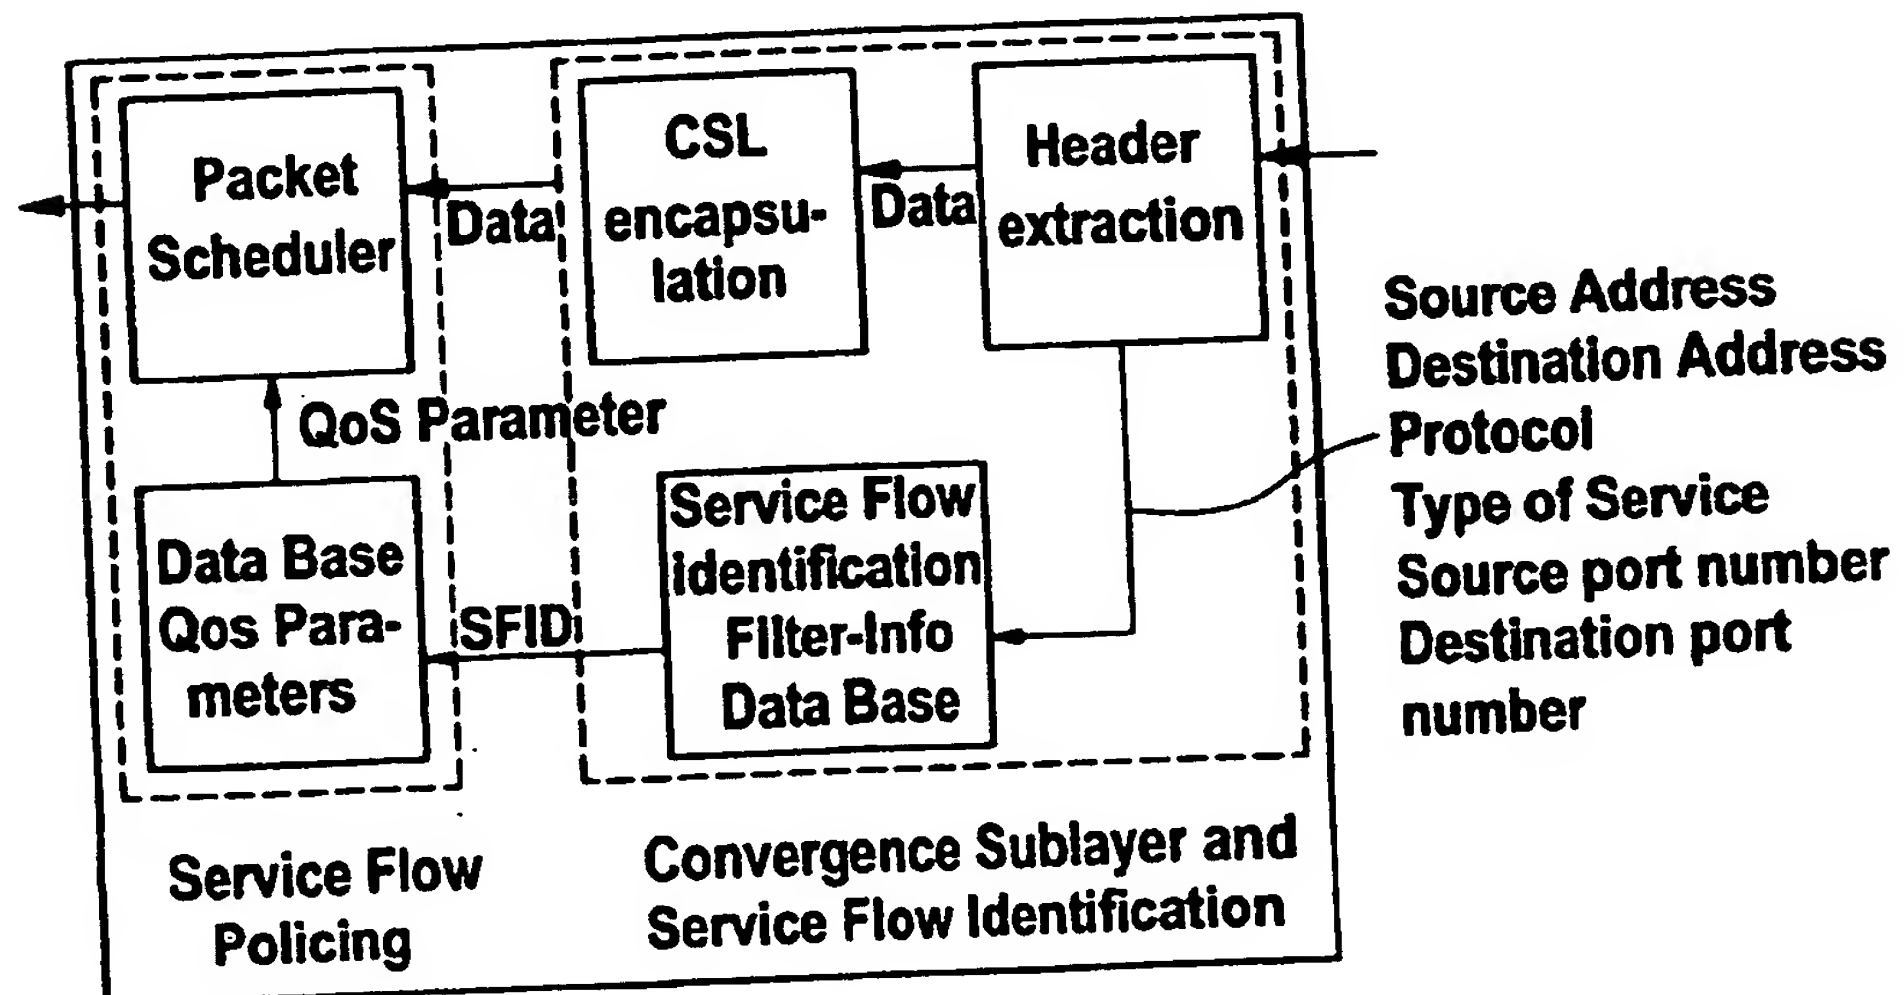 Packet
Scheduler
Data
CSL
encapsu-
lation
Data
Header
extraction
QoS Parameter
Data Base
Qos Para-
meters
SFID
Service Flow
identification
Filter-Info
Data Base
Source Address
Destination Address
Protocol
Type of Service
Source port number
Destination port
number
Service Flow
Policing
Convergence Sublayer and
Service Flow Identification